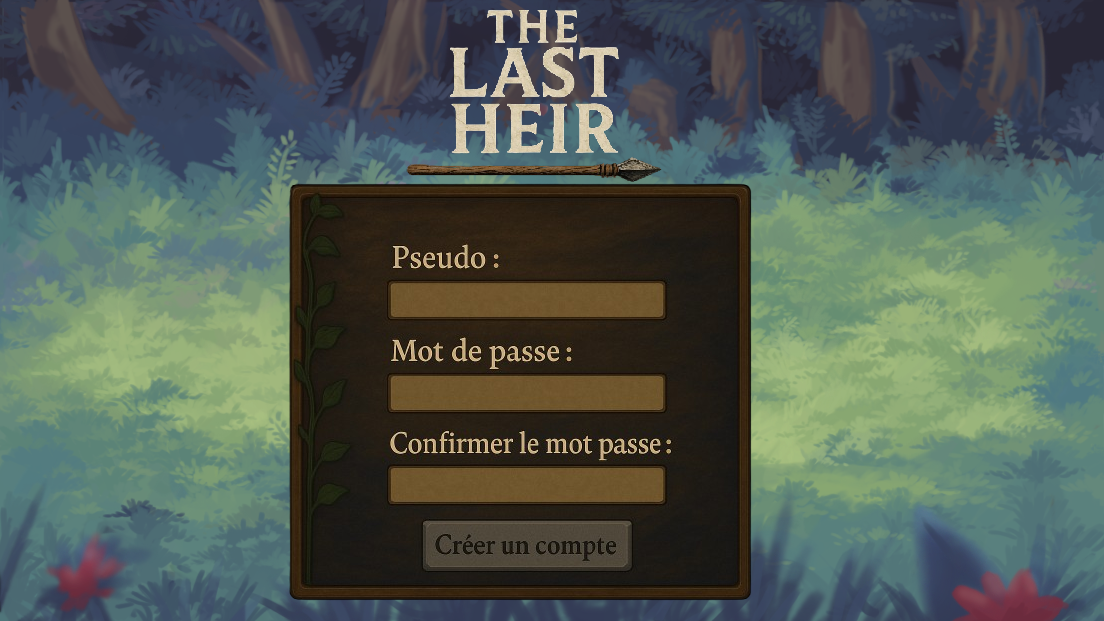 THE
LAST
HEIR
Pseudo :
Mot de passe :
Confirmer le mot passe :
Créer un compte